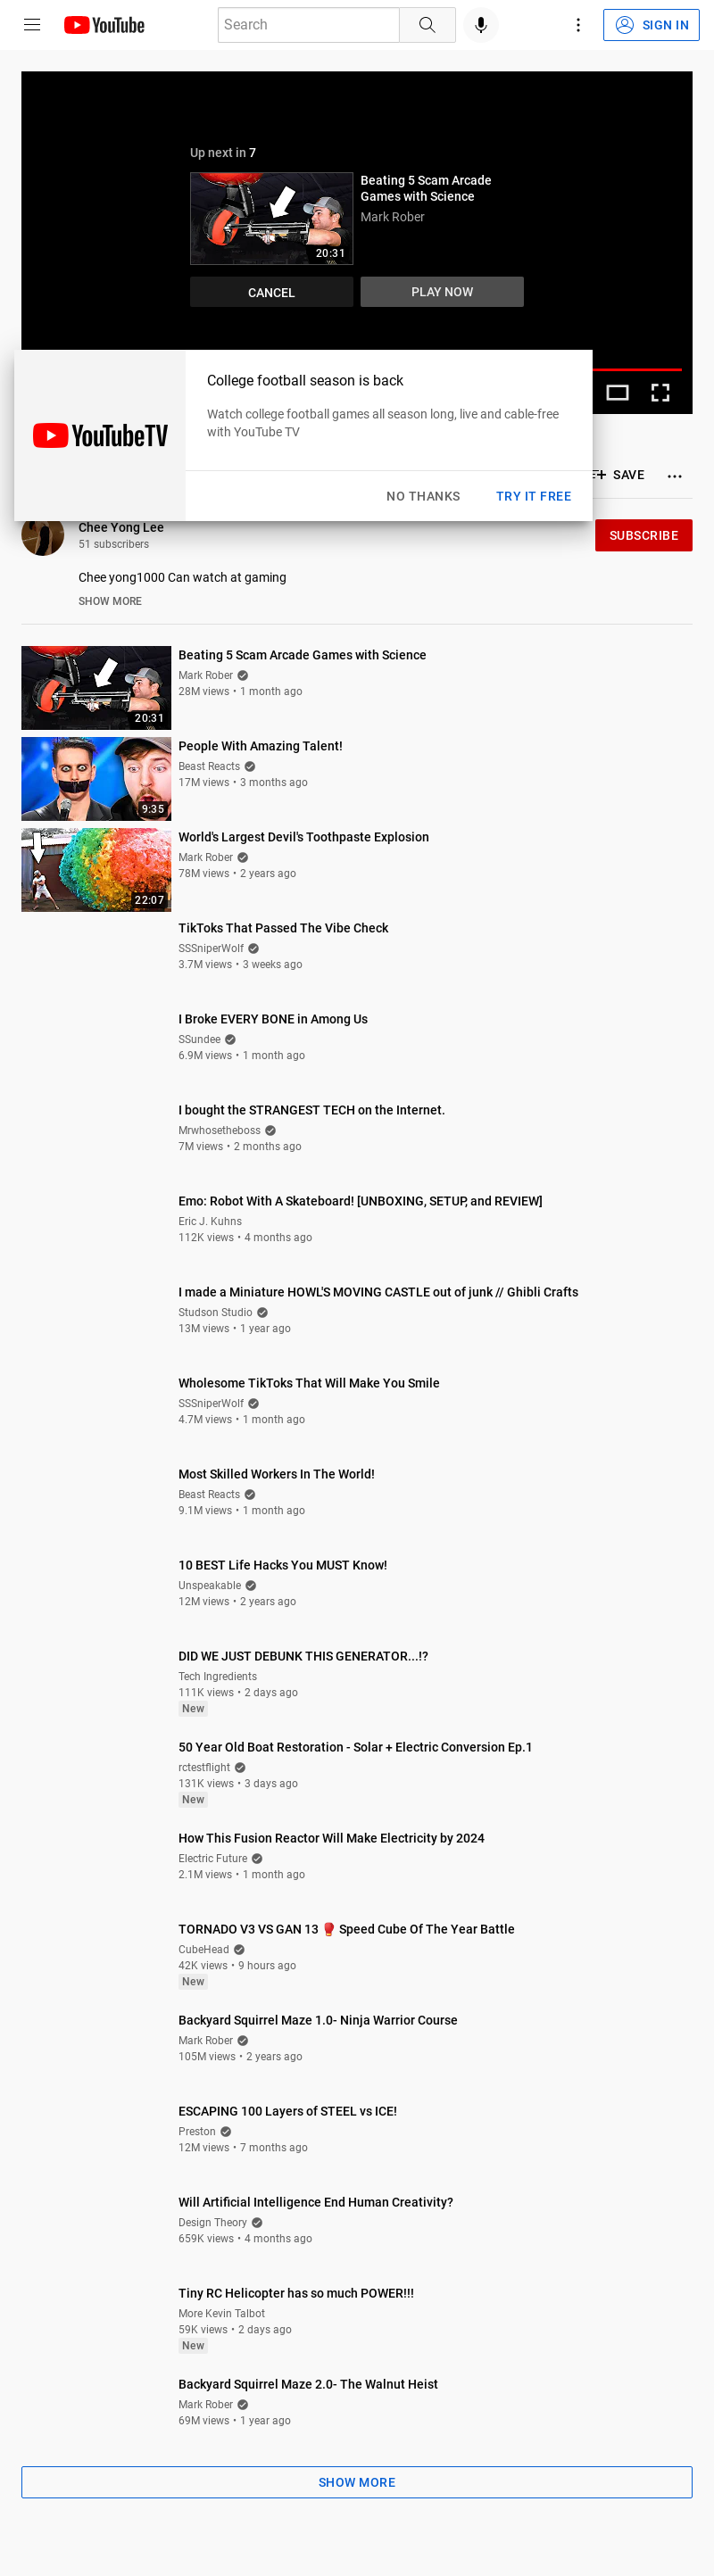 YouTube
Search
SIGN IN
Up next in 7
Beating 5 Scam Arcade
Games with Science
Mark Rober
20:31
CANCEL
PLAY NOW
YouTubeTV
College football season is back
Watch college football games all season long, live and cable-free
with YouTube TV
NO THANKS
TRY IT FREE
SAVE
Chee Yong Lee
51 subscribers
SUBSCRIBE
Chee yong1000 Can watch at gaming
SHOW MORE
20:31
Beating 5 Scam Arcade Games with Science
Mark Rober
28M views • 1 month ago
9:35
People With Amazing Talent!
Beast Reacts
17M views • 3 months ago
22:07
World's Largest Devil's Toothpaste Explosion
Mark Rober
78M views • 2 years ago
TikToks That Passed The Vibe Check
SSSniperWolf
3.7M views • 3 weeks ago
I Broke EVERY BONE in Among Us
SSundee
6.9M views • 1 month ago
I bought the STRANGEST TECH on the Internet.
Mrwhosetheboss
7M views • 2 months ago
Emo: Robot With A Skateboard! [UNBOXING, SETUP, and REVIEW]
Eric J. Kuhns
112K views • 4 months ago
I made a Miniature HOWL'S MOVING CASTLE out of junk // Ghibli Crafts
Studson Studio
13M views • 1 year ago
Wholesome TikToks That Will Make You Smile
SSSniperWolf
4.7M views • 1 month ago
Most Skilled Workers In The World!
Beast Reacts
9.1M views • 1 month ago
10 BEST Life Hacks You MUST Know!
Unspeakable
12M views • 2 years ago
DID WE JUST DEBUNK THIS GENERATOR...!?
Tech Ingredients
111K views • 2 days ago
New
50 Year Old Boat Restoration - Solar + Electric Conversion Ep.1
rctestflight
131K views • 3 days ago
New
How This Fusion Reactor Will Make Electricity by 2024
Electric Future
2.1M views • 1 month ago
TORNADO V3 VS GAN 13 🥊 Speed Cube Of The Year Battle
CubeHead
42K views • 9 hours ago
New
Backyard Squirrel Maze 1.0- Ninja Warrior Course
Mark Rober
105M views • 2 years ago
ESCAPING 100 Layers of STEEL vs ICE!
Preston
12M views • 7 months ago
Will Artificial Intelligence End Human Creativity?
Design Theory
659K views • 4 months ago
Tiny RC Helicopter has so much POWER!!!
More Kevin Talbot
59K views • 2 days ago
New
Backyard Squirrel Maze 2.0- The Walnut Heist
Mark Rober
69M views • 1 year ago
SHOW MORE